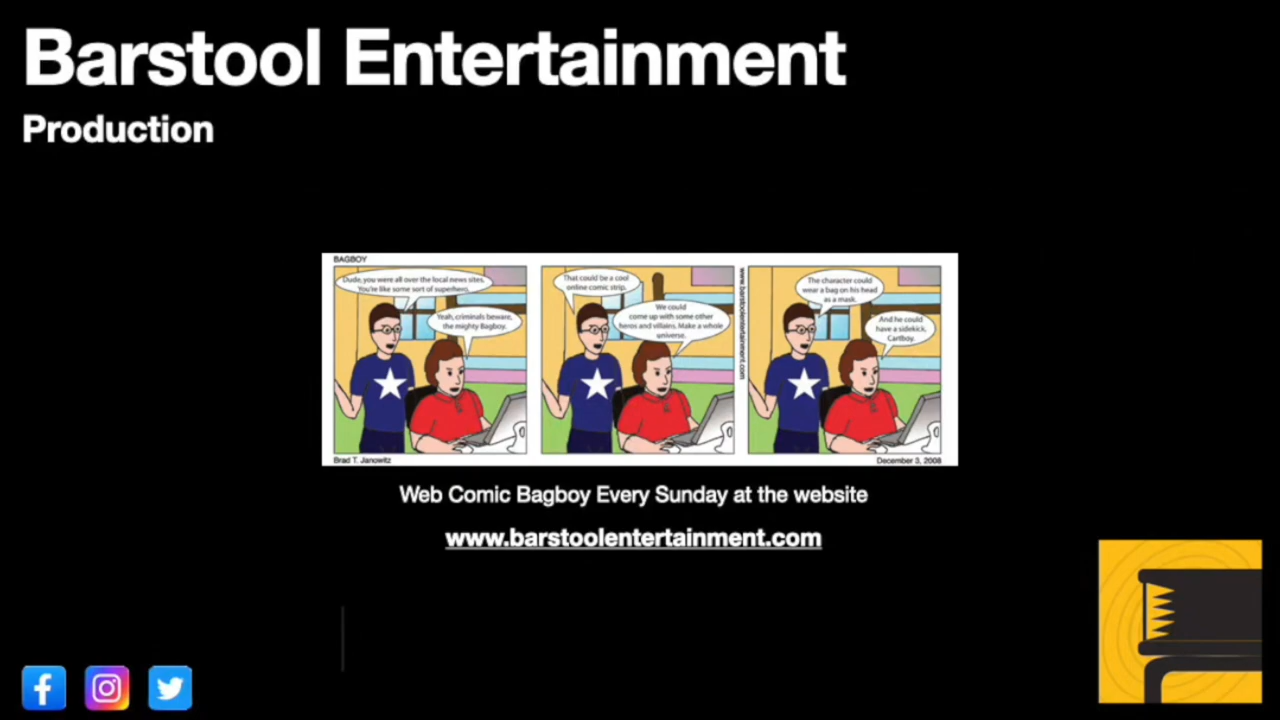 Barstool Entertainment
Production
BAGBOY
Dude, you were all over the local news sites.
You're like some sort of superhero.
Yeah, criminals beware,
the mighty Bagboy.
That could be a cool
online comic strip.
We could
come up with some other
heros and villains. Make a whole
universe.
www.barstoolentertainment.com
The character could
wear a bag on his head
as a mask.
And he could
have a sidekick,
Cartboy.
Brad T. Janowitz
December 3, 2008
Web Comic Bagboy Every Sunday at the website
www.barstoolentertainment.com